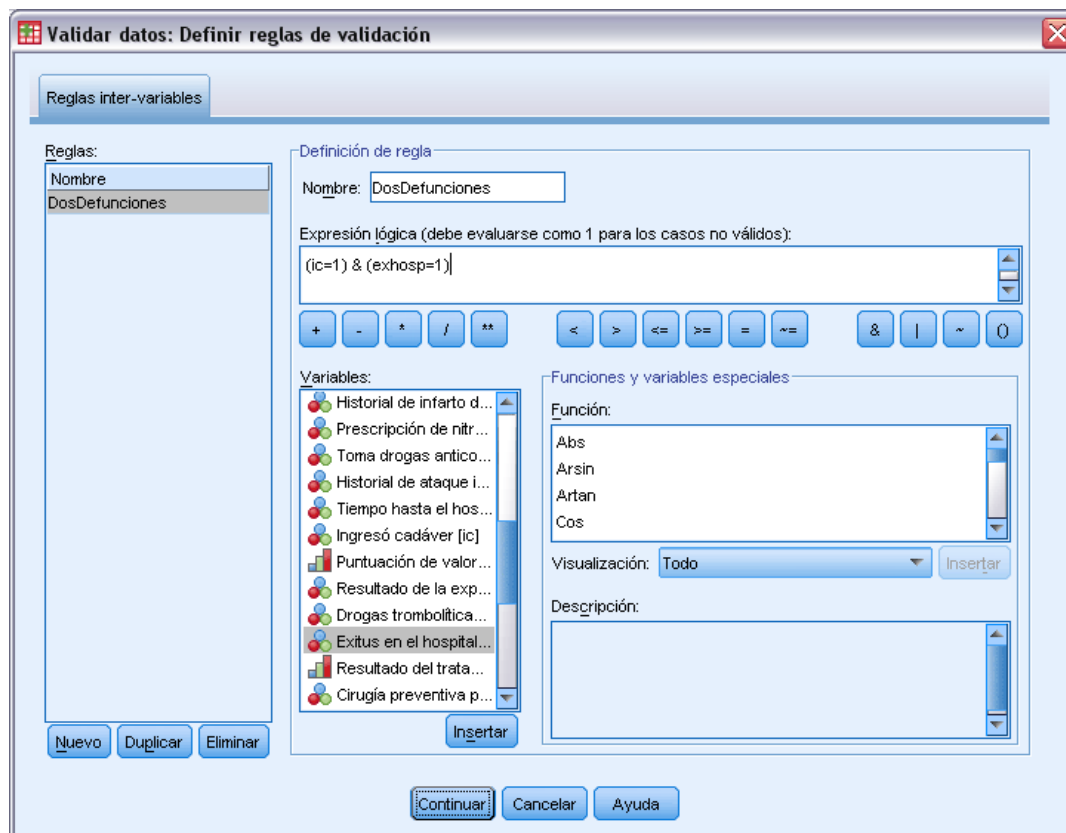 Validar datos: Definir reglas de validación
Reglas inter-variables
Reglas:
Nombre
DosDefunciones
Definición de regla
Nombre: DosDefunciones
Expresión lógica (debe evaluarse como 1 para los casos no válidos):
(ic=1) & (exhosp=1)
+ - * / ** < > <= >= = ~= & | ~ ()
Variables:
Historial de infarto d...
Prescripción de nitr...
Toma drogas antico...
Historial de ataque i...
Tiempo hasta el hos...
Ingresó cadáver [ic]
Puntuación de valor...
Resultado de la exp...
Drogas trombolítica...
Exitus en el hospital...
Resultado del trata...
Cirugía preventiva p...
Insertar
Funciones y variables especiales
Función:
Abs
Arsin
Artan
Cos
Visualización: Todo Insertar
Descripción:
Nuevo Duplicar Eliminar
Continuar Cancelar Ayuda